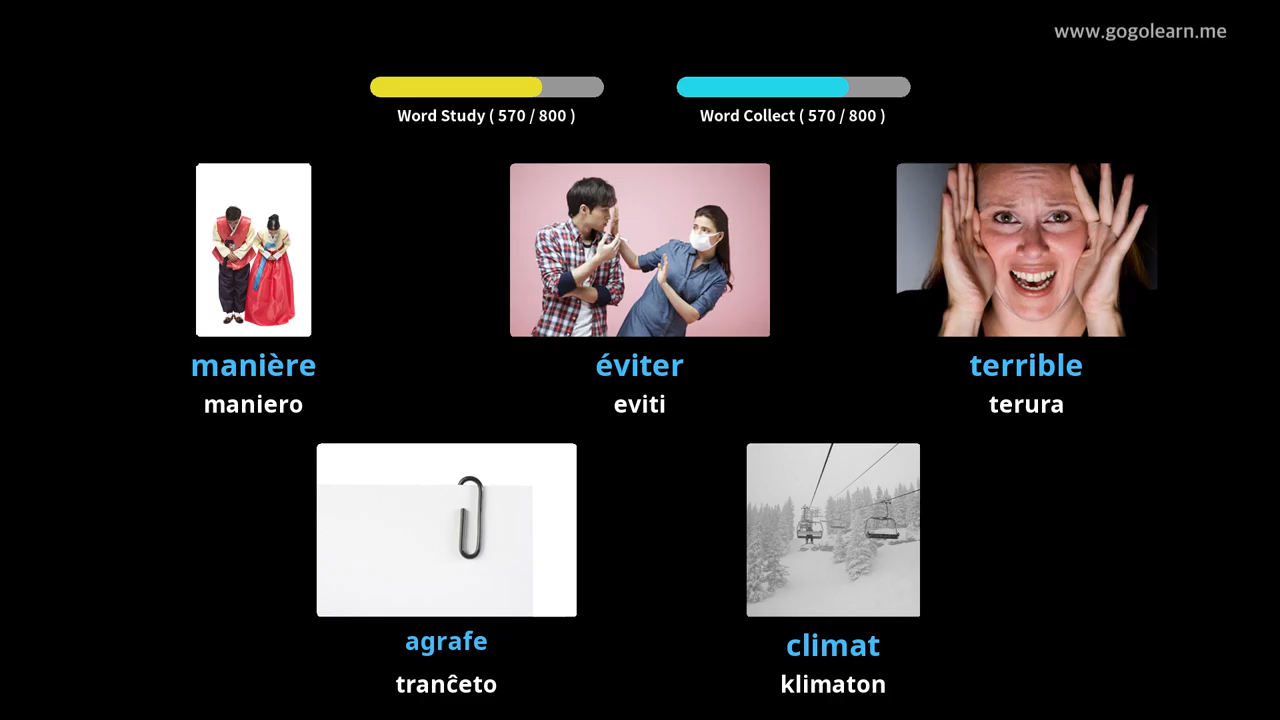 www.gogolearn.me
Word Study ( 570 / 800 )
Word Collect ( 570 / 800 )
manière
éviter
terrible
maniero
eviti
terura
agrafe
climat
tranĉeto
klimaton